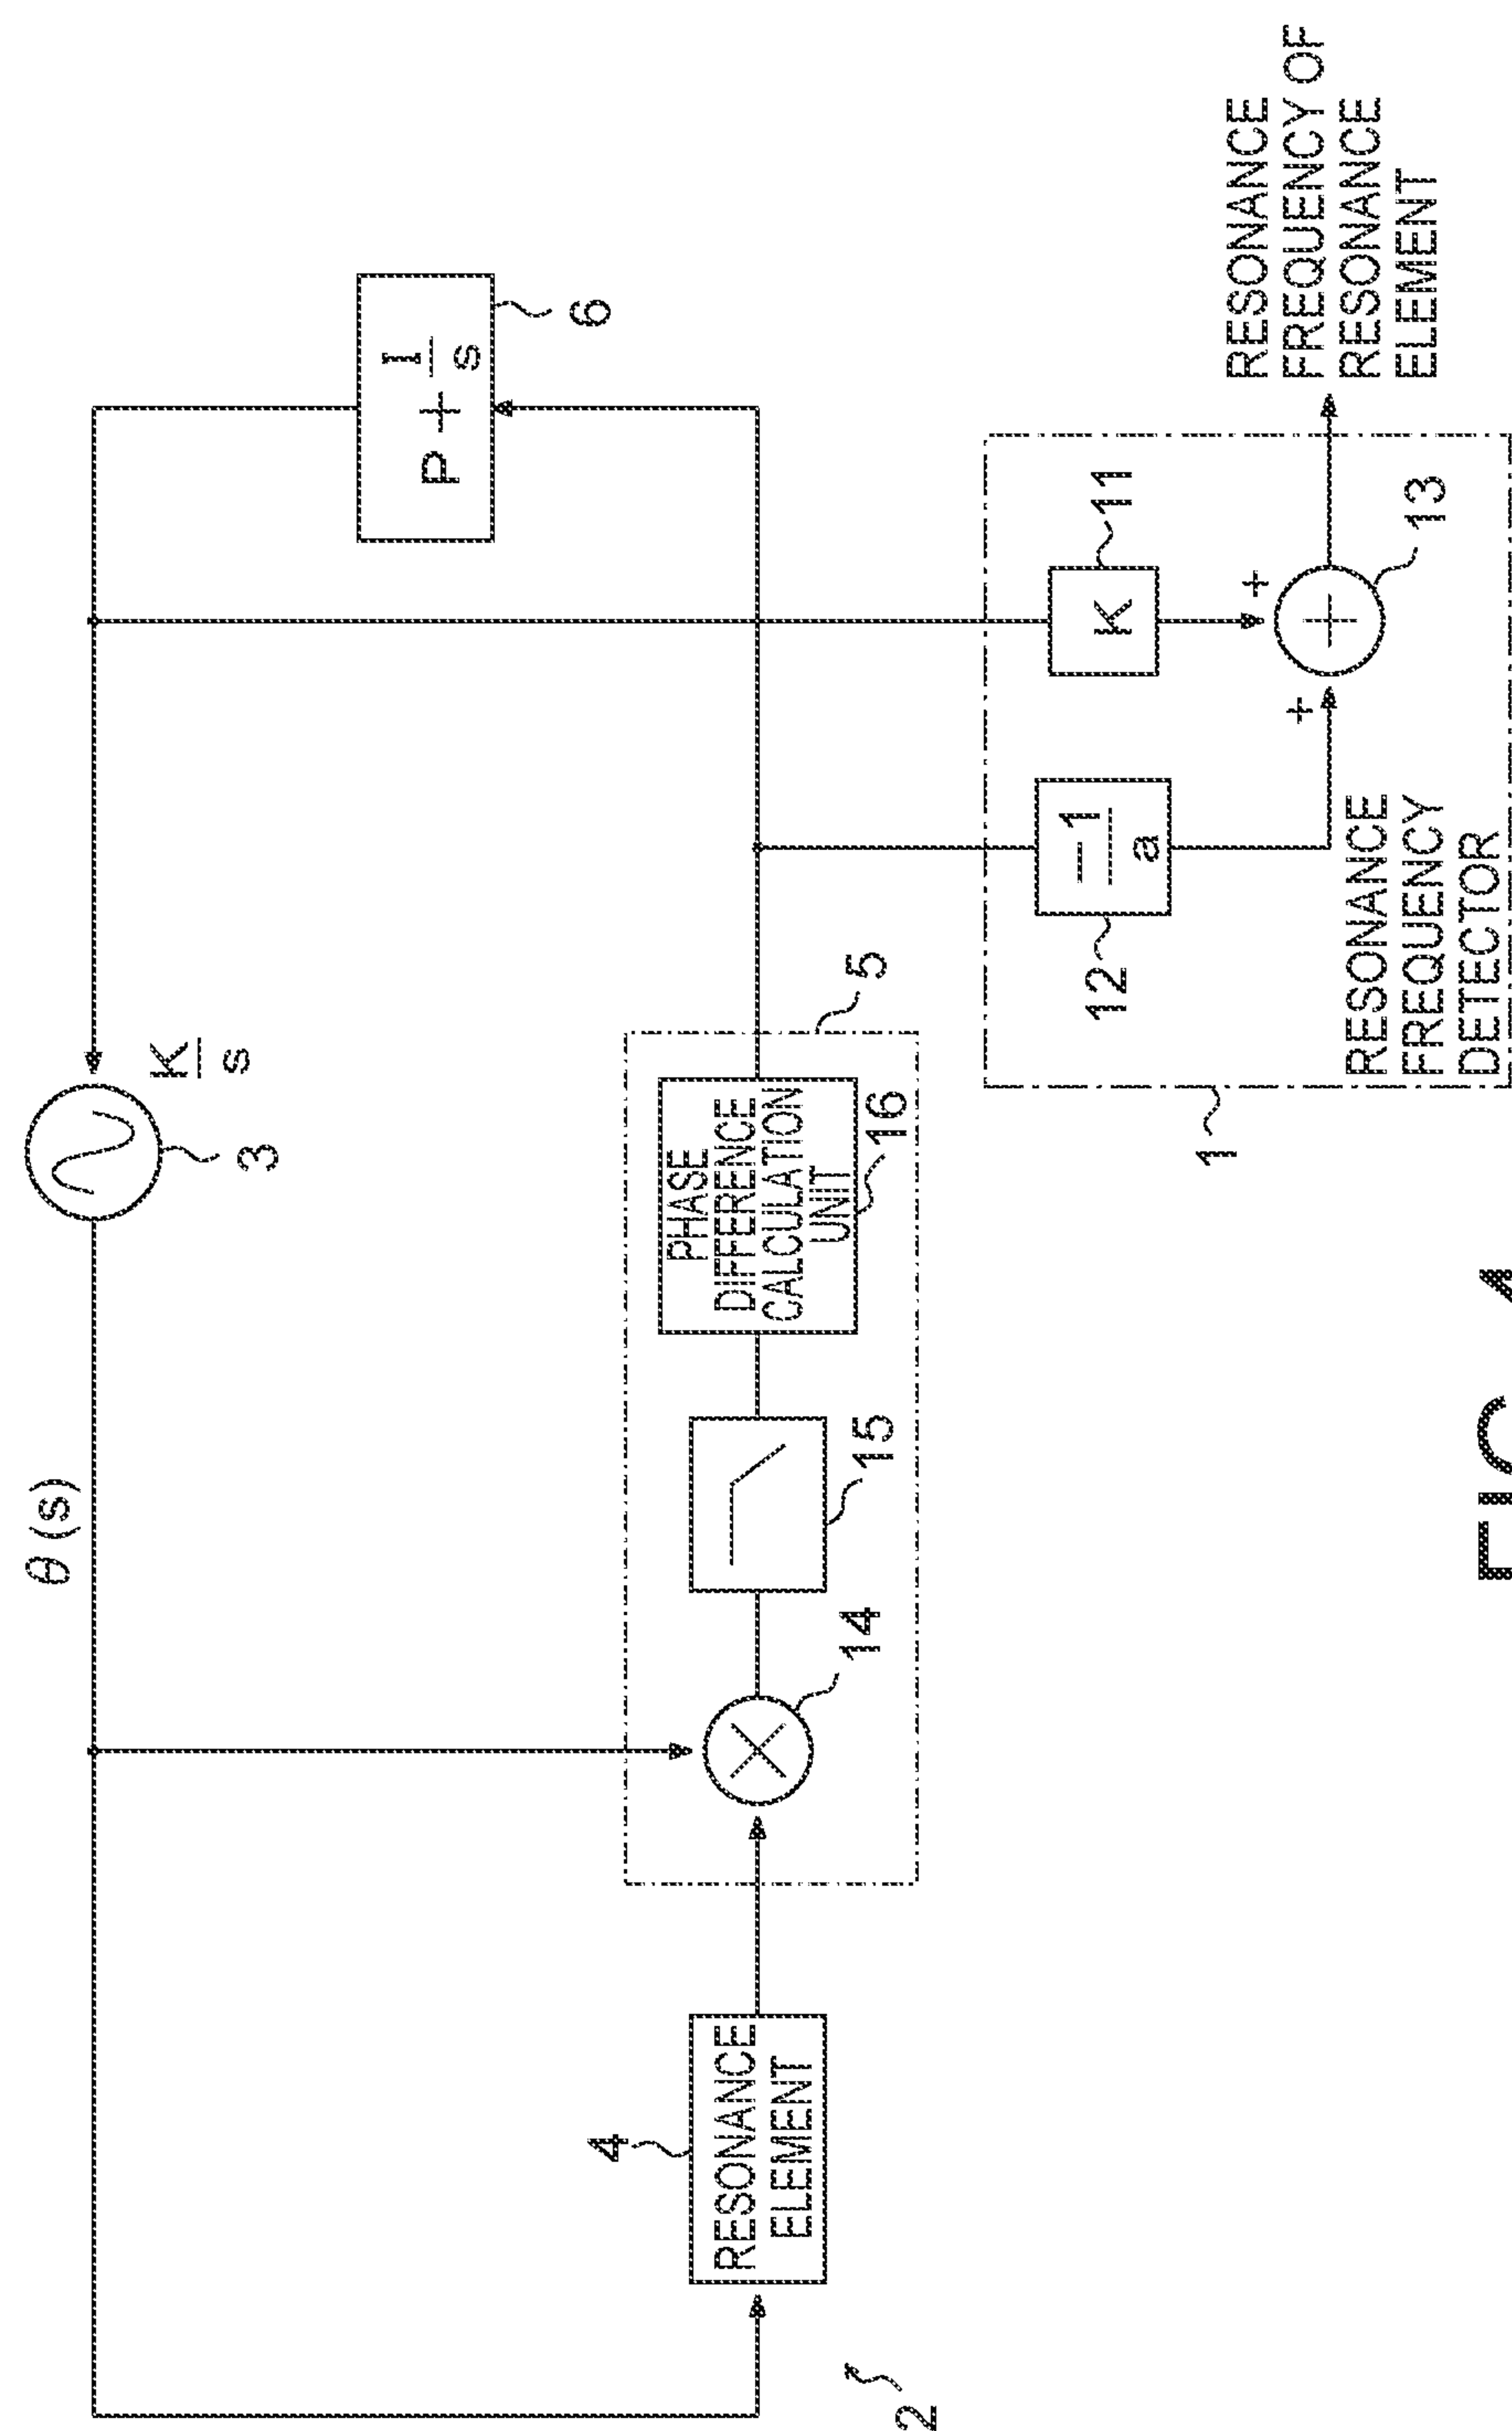 θ (s)
3
K
s
P +
I
s
6
4
RESONANCE
ELEMENT
14
15
PHASE
DIFFERENCE
CALCULATION
UNIT
16
5
2
12
-1
a
K
11
+
+
13
1
RESONANCE
FREQUENCY
DETECTOR
RESONANCE
FREQUENCY OF
RESONANCE
ELEMENT